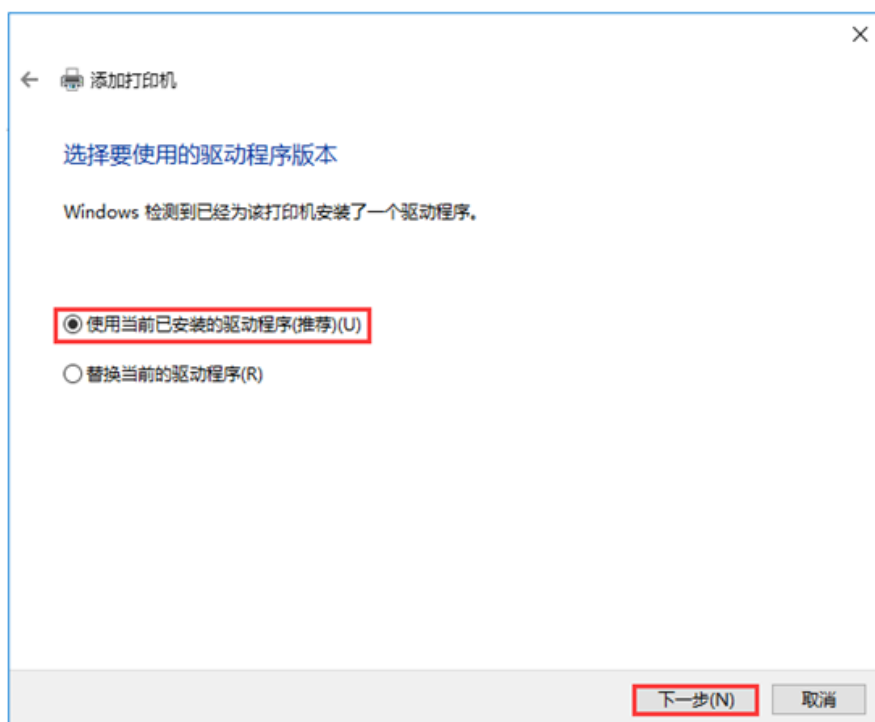 添加打印机
选择要使用的驱动程序版本
Windows 检测到已经为该打印机安装了一个驱动程序。
使用当前已安装的驱动程序(推荐)(U)
替换当前的驱动程序(R)
下一步(N)
取消